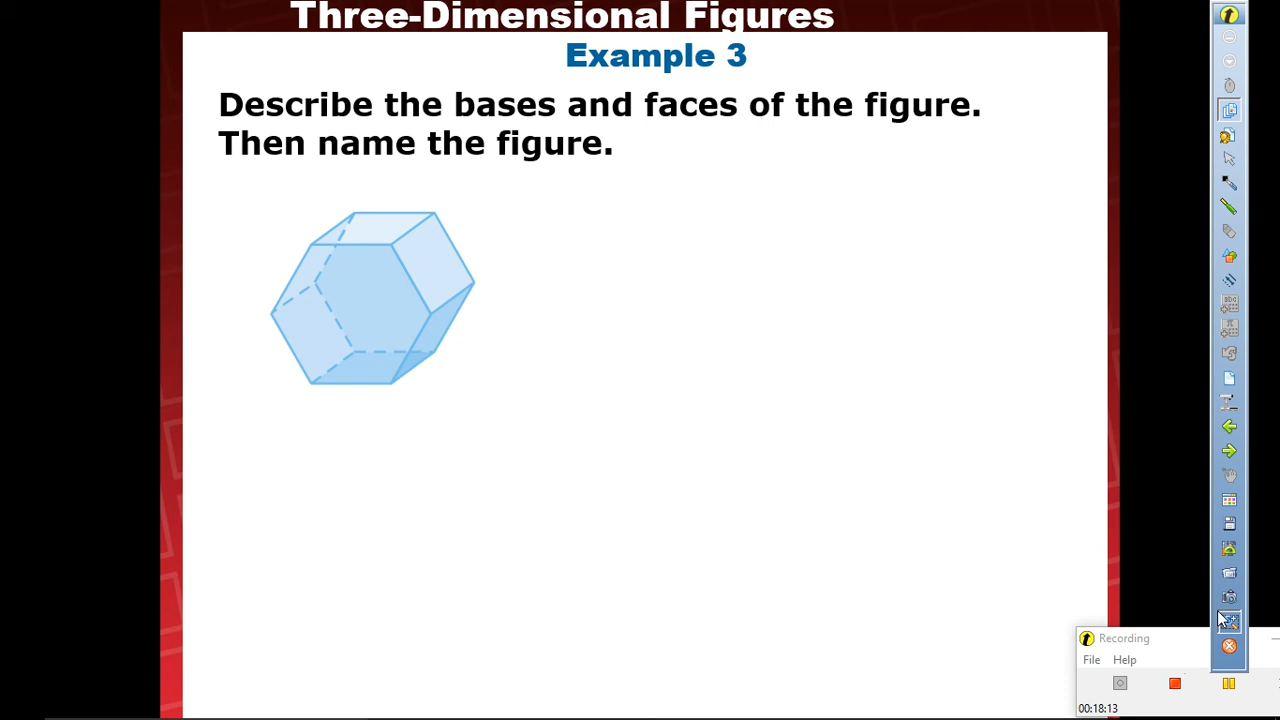 Three-Dimensional Figures
Example 3
Describe the bases and faces of the figure.
Then name the figure.
Recording
File Help
00:18:13